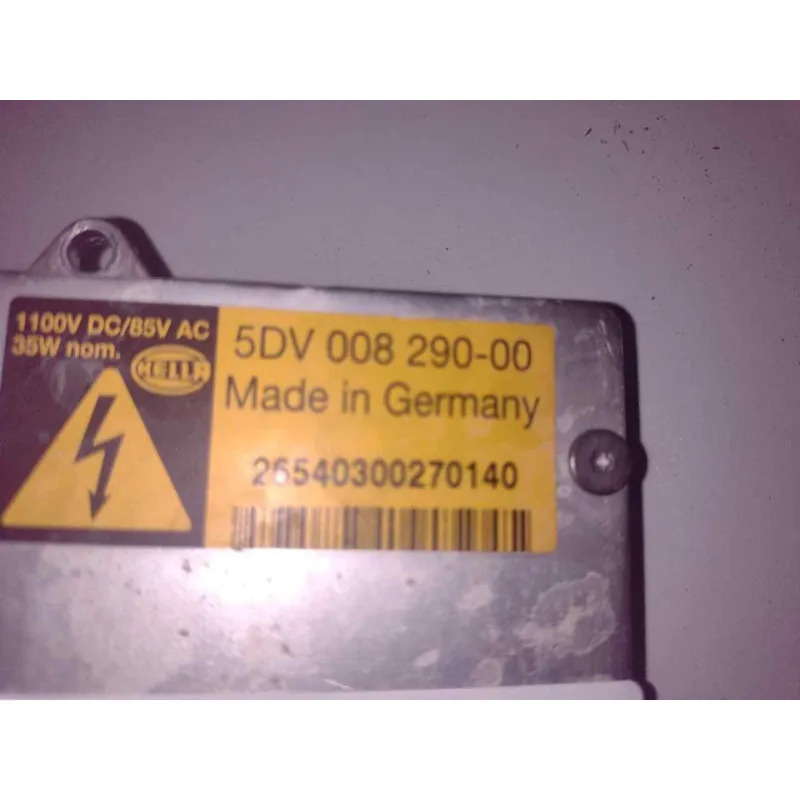 1100V DC/85V AC
35W nom.
HELLA
5DV 008 290-00
Made in Germany
26540300270140